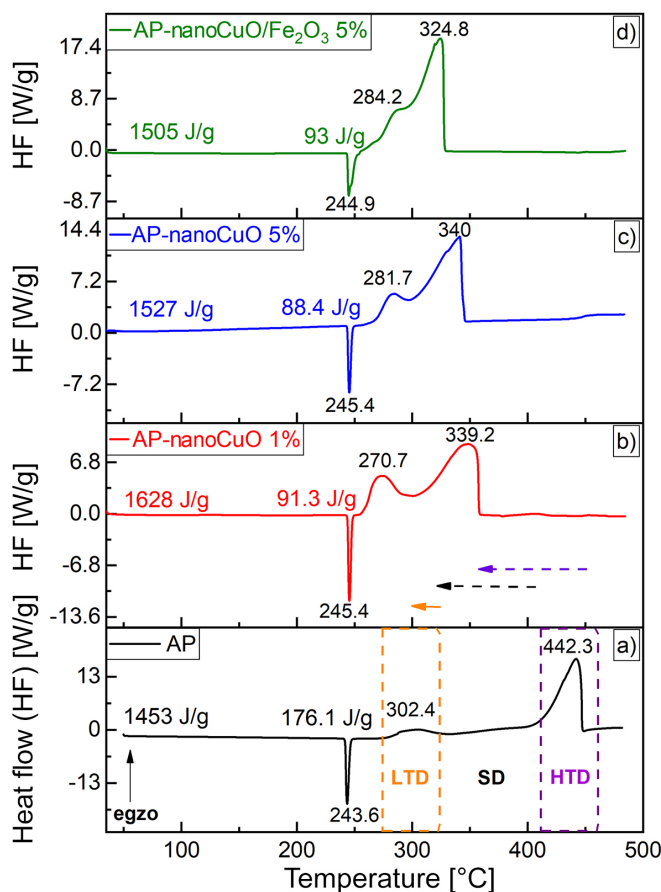 AP-nanoCuO/Fe₂O₃ 5%
324.8
d)
17.4
8.7
0.0
-8.7
HF [W/g]
284.2
1505 J/g
93 J/g
244.9
AP-nanoCuO 5%
340
c)
14.4
7.2
0.0
-7.2
HF [W/g]
281.7
1527 J/g
88.4 J/g
245.4
AP-nanoCuO 1%
339.2
b)
6.8
0.0
-6.8
-13.6
HF [W/g]
270.7
1628 J/g
91.3 J/g
245.4
AP
442.3
a)
13
0
-13
Heat flow (HF) [W/g]
1453 J/g
176.1 J/g
302.4
LTD
SD
HTD
egzo
243.6
100
200
300
400
500
Temperature [°C]